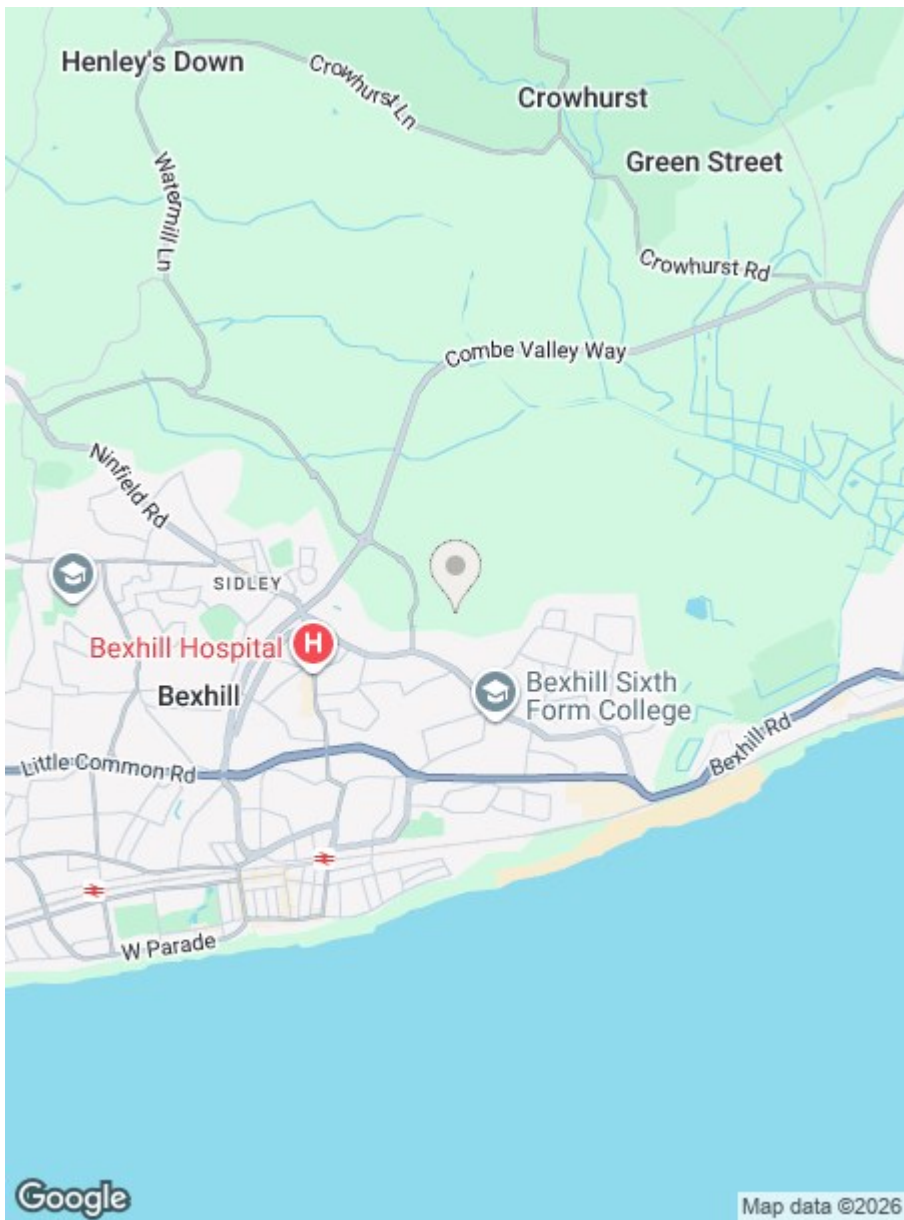 Henley's Down
Crowhurst Ln
Crowhurst
Green Street
Watermill Ln
Crowhurst Rd
Combe Valley Way
Ninfield Rd
SIDLEY
Bexhill Hospital
H
Bexhill
Bexhill Sixth
Form College
Little Common Rd
Bexhill Rd
W Parade
Google
Map data ©2026